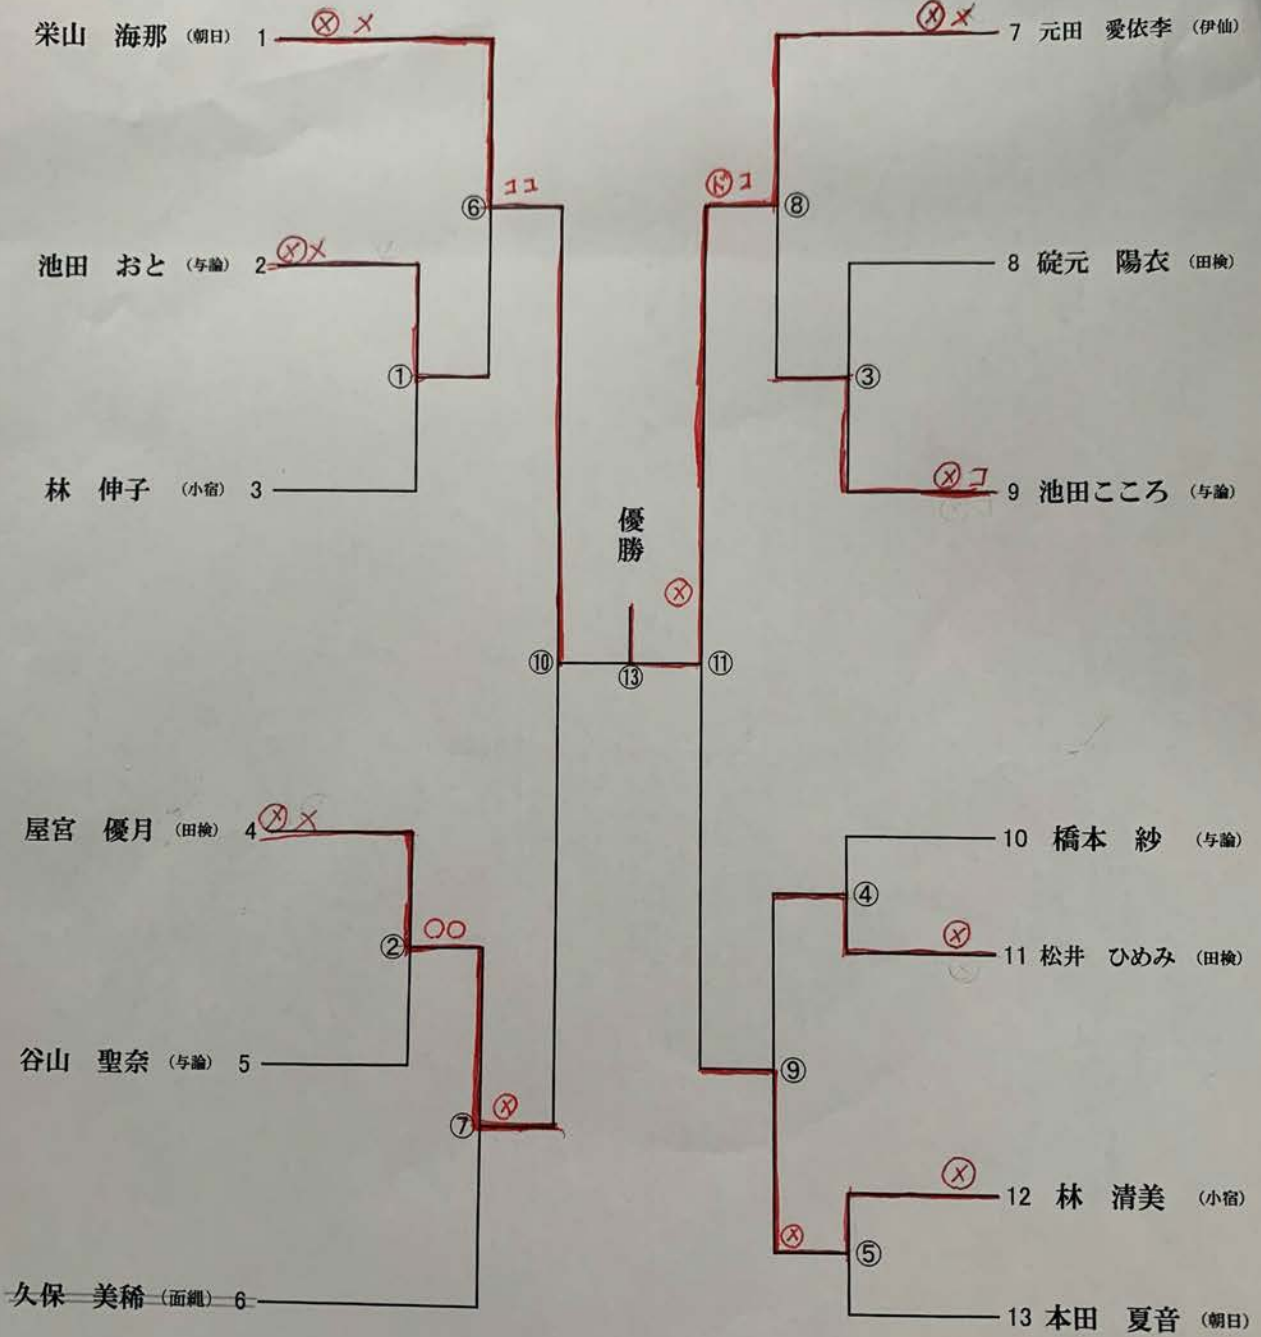 栄山 海那 (朝日) 1
Ⓧ X
池田 おと (与論) 2
Ⓧ X
林 伸子 (小宿) 3
屋宮 優月 (田検) 4
Ⓧ X
谷山 聖奈 (与論) 5
久保 美稀 (面縄) 6
①
⑥
ココ
②
○○
⑦
Ⓧ
⑩
優勝
⑬
Ⓧ
⑪
7 元田 愛依李 (伊仙)
Ⓧ X
8 碇元 陽衣 (田検)
9 池田こころ (与論)
Ⓧ コ
10 橋本 紗 (与論)
11 松井 ひめみ (田検)
Ⓧ
12 林 清美 (小宿)
Ⓧ
13 本田 夏音 (朝日)
ド コ
⑧
③
④
⑨
Ⓧ
⑤